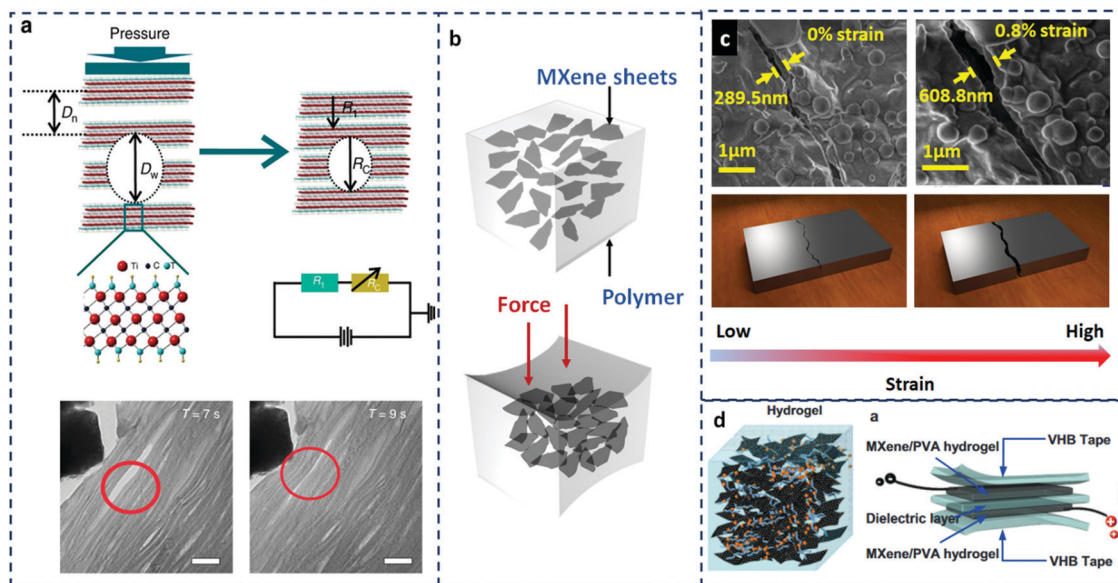 a
Pressure
Dn
Dw
R1
RC
Ti C T
R1
RC
T = 7 s
T = 9 s
b
MXene sheets
Polymer
Force
c
0% strain
289.5nm
1μm
0.8% strain
608.8nm
1μm
Low
High
Strain
d
Hydrogel
a
MXene/PVA hydrogel
VHB Tape
Dielectric layer
MXene/PVA hydrogel
VHB Tape